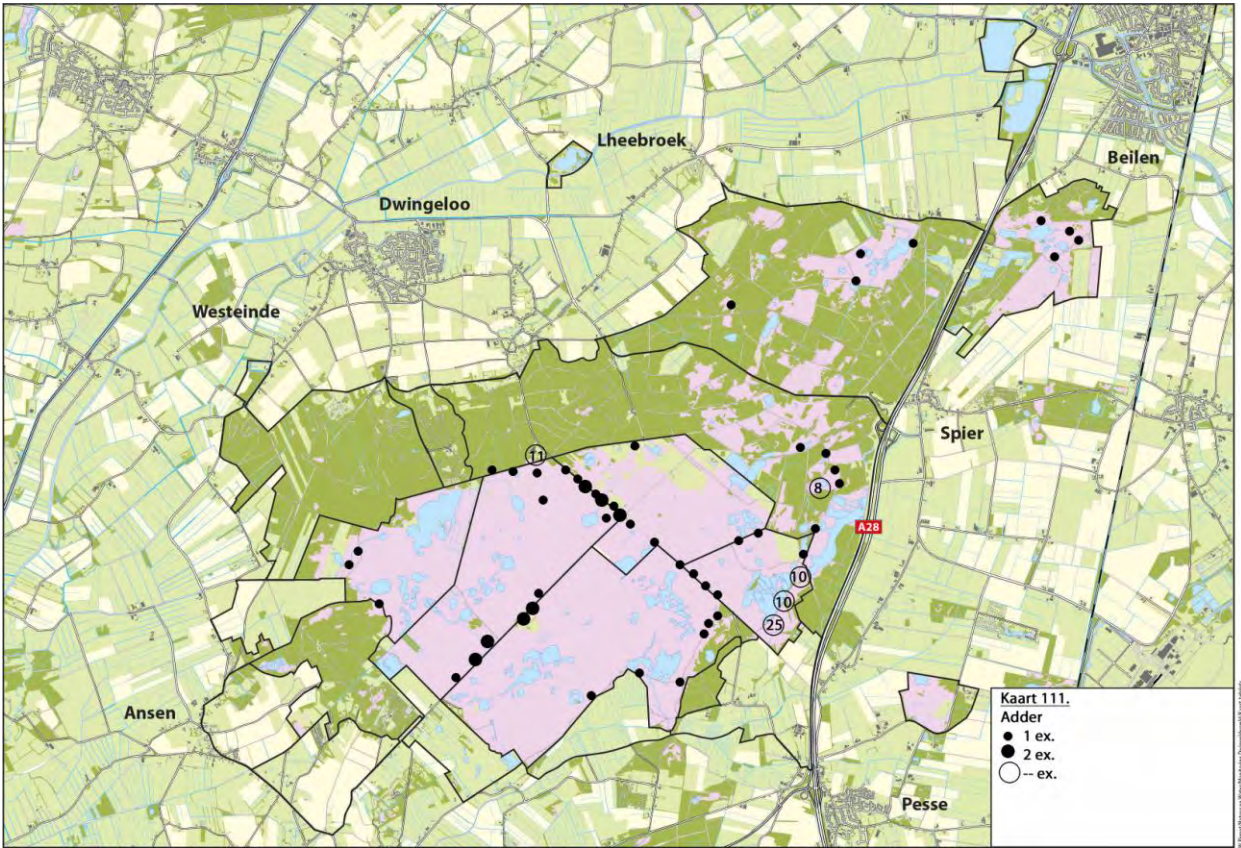 Lheebroek
Beilen
Dwingeloo
Westeinde
Spier
11
8
A28
10
10
25
Ansen
Pesse
Kaart 111.
Adder
1 ex.
2 ex.
-- ex.